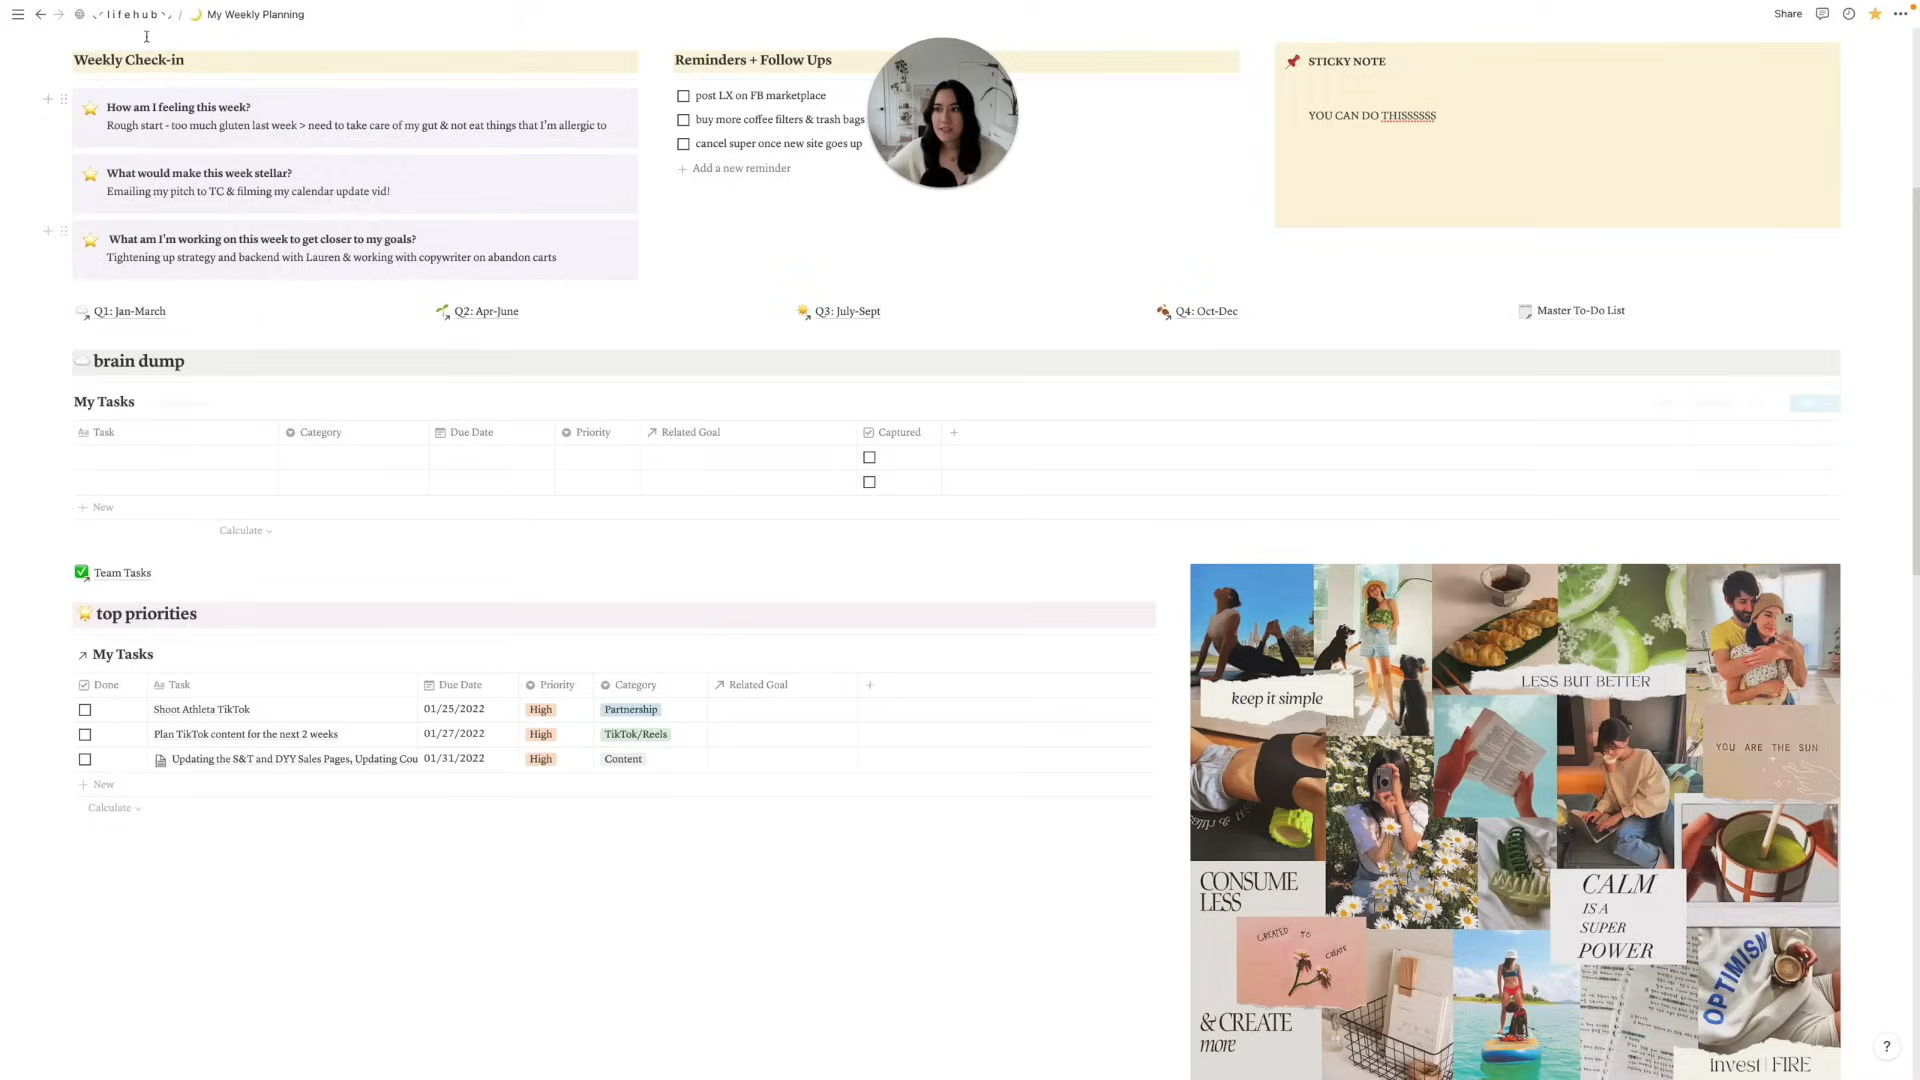 lifehub / My Weekly Planning
Share
Weekly Check-in
How am I feeling this week?
Rough start - too much gluten last week > need to take care of my gut & not eat things that I'm allergic to
What would make this week stellar?
Emailing my pitch to TC & filming my calendar update vid!
What am I'm working on this week to get closer to my goals?
Tightening up strategy and backend with Lauren & working with copywriter on abandon carts
Reminders + Follow Ups
post LX on FB marketplace
buy more coffee filters & trash bags
cancel super once new site goes up
Add a new reminder
STICKY NOTE
YOU CAN DO THISSSSSS
Q1: Jan-March
Q2: Apr-June
Q3: July-Sept
Q4: Oct-Dec
Master To-Do List
brain dump
My Tasks
Task Category Due Date Priority Related Goal Captured
New
Calculate
Team Tasks
top priorities
My Tasks
Done Task Due Date Priority Category Related Goal
Shoot Athleta TikTok 01/25/2022 High Partnership
Plan TikTok content for the next 2 weeks 01/27/2022 High TikTok/Reels
Updating the S&T and DYY Sales Pages, Updating Cou 01/31/2022 High Content
New
Calculate
keep it simple
LESS BUT BETTER
YOU ARE THE SUN
CONSUME
LESS
CREATED TO
CREATE
& CREATE
more
CALM
IS A
SUPER
POWER
OPTIMISM
invest | FIRE
?